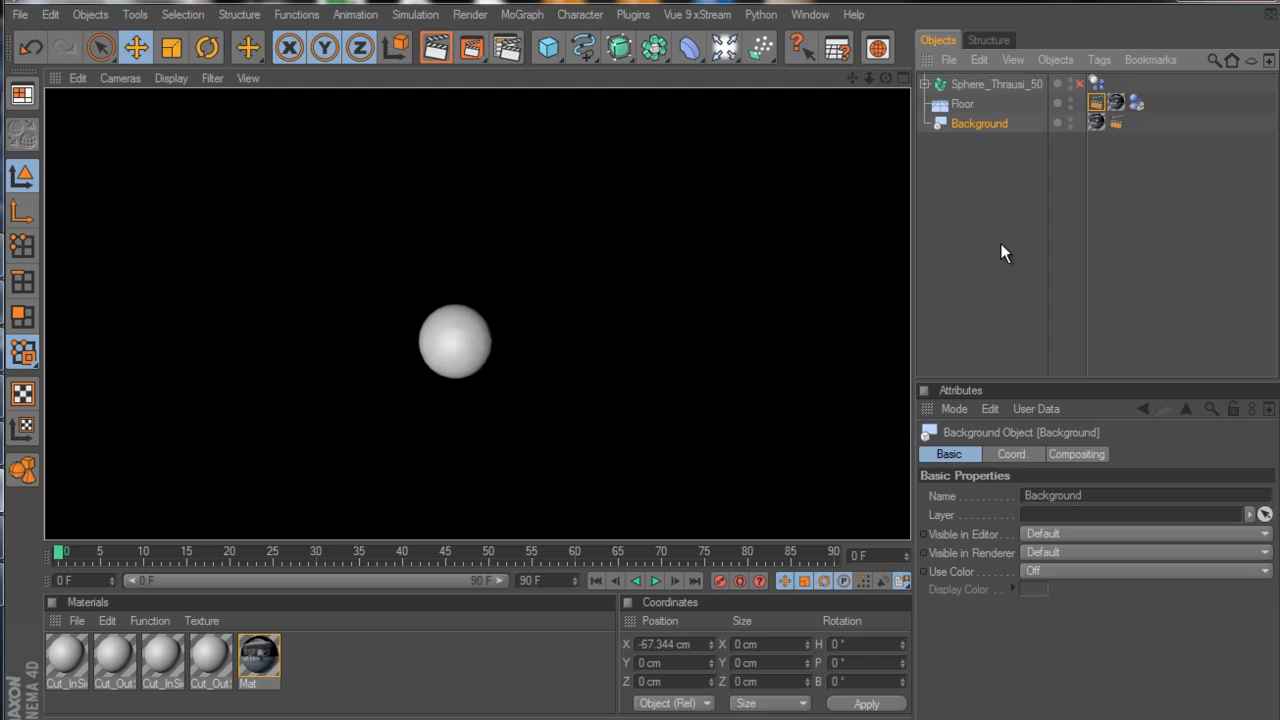 File Edit Objects Tools Selection Structure Functions Animation Simulation Render MoGraph Character Plugins Vue 9 xStream Python Window Help
Objects Structure
File Edit View Objects Tags Bookmarks
Edit Cameras Display Filter View
Sphere_Thrausi_50
Floor
Background
Attributes
Mode Edit User Data
Background Object [Background]
Basic Coord. Compositing
Basic Properties
Name Background
Layer
Visible in Editor Default
Visible in Renderer Default
Use Color Off
Display Color
0 5 10 15 20 25 30 35 40 45 50 55 60 65 70 75 80 85 90 0 F
0 F 0 F 90 F 90 F
Materials
File Edit Function Texture
Cut_InSi Cut_Out: Cut_InSi Cut_Out: Mat
Coordinates
Position Size Rotation
X -67.344 cm X 0 cm H 0 °
Y 0 cm Y 0 cm P 0 °
Z 0 cm Z 0 cm B 0 °
Object (Rel) Size Apply
MAXON
NEMA 4D